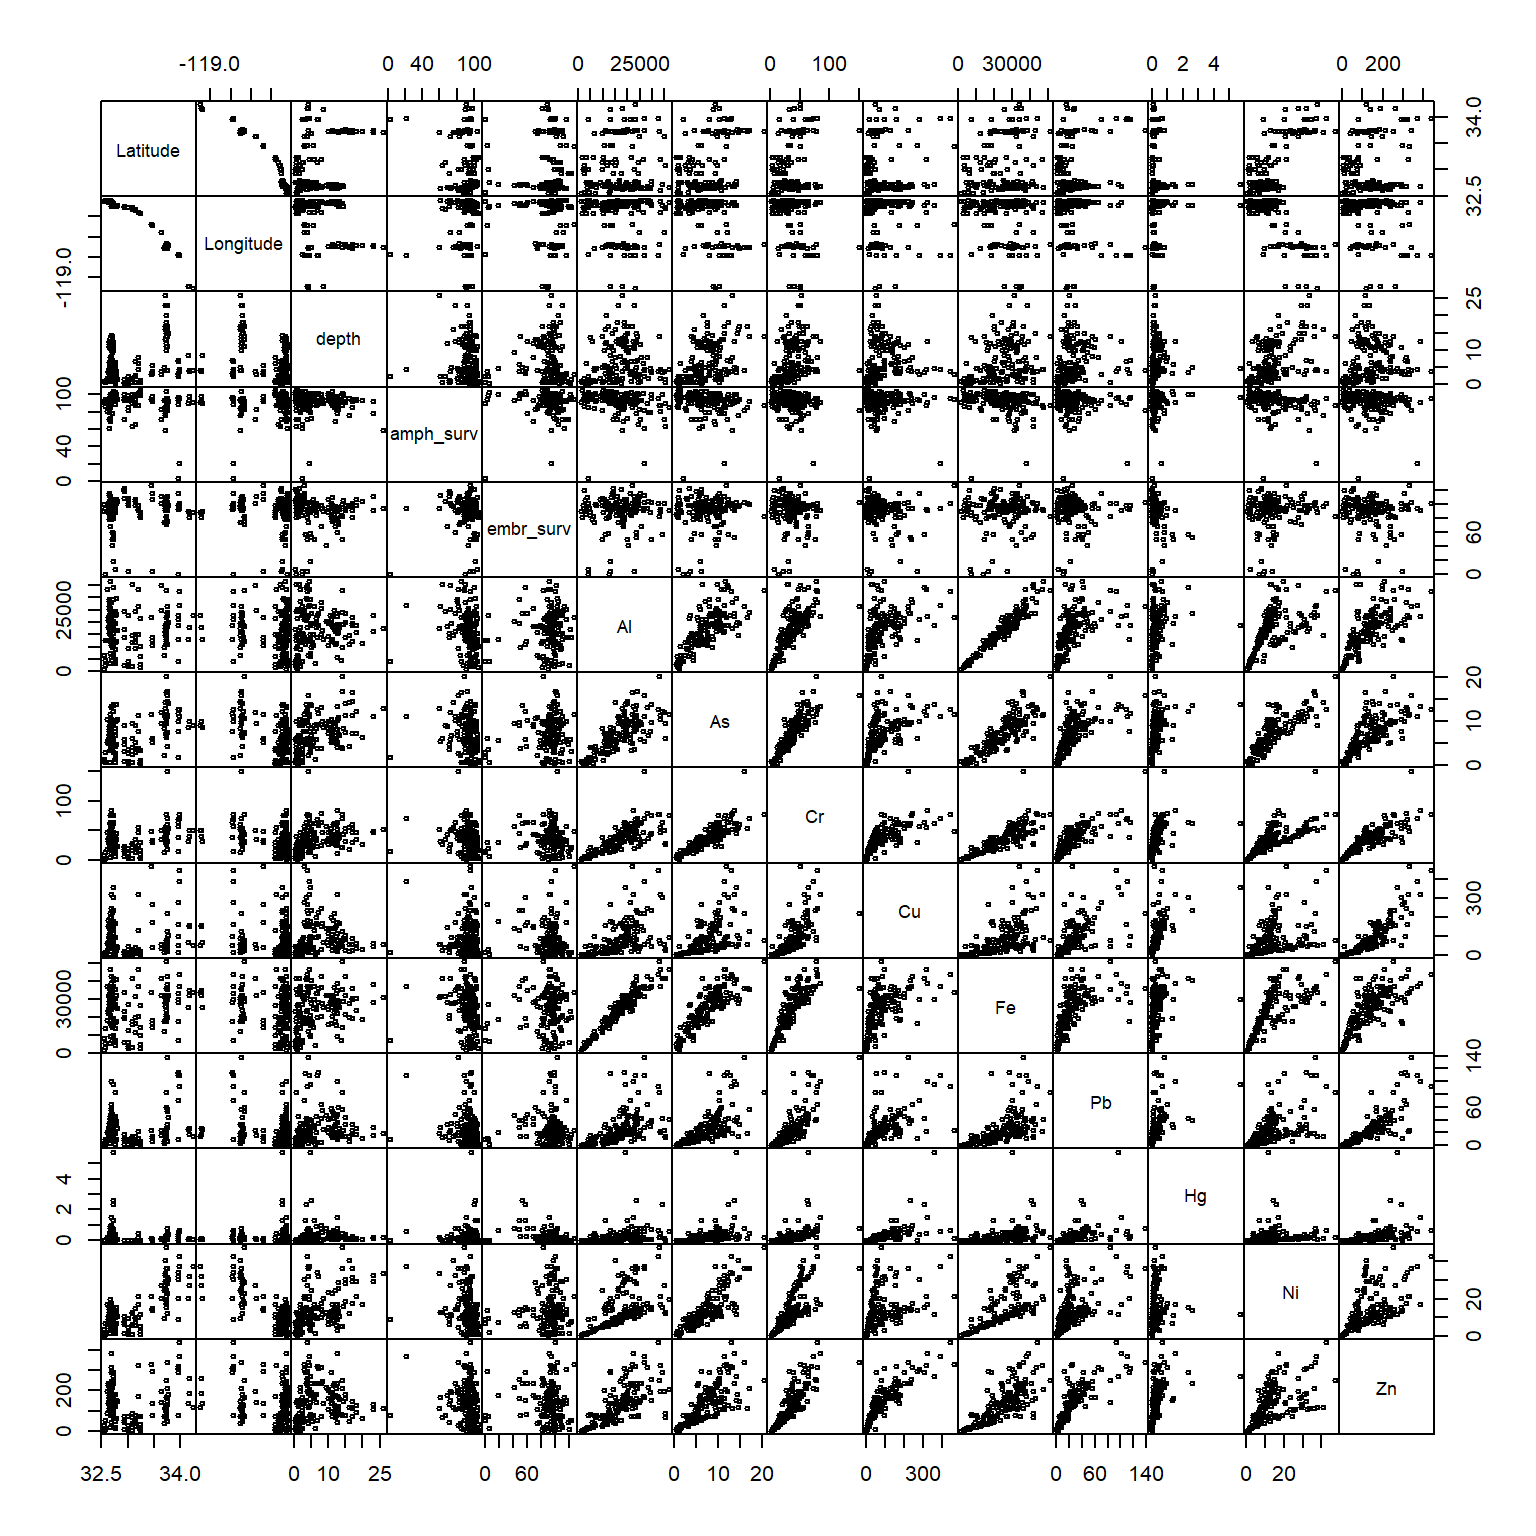 -119.0 0 40 100 0 25000 0 100 0 30000 0 2 4 0 200
Latitude 34.0 32.5
-119.0 Longitude
depth 25 10 0
100 40 0 amph_surv
embr_surv 60 0
25000 0 Al
As 20 10 0
100 0 Cr
Cu 300 0
30000 0 Fe
Pb 140 60 0
4 2 0 Hg
Ni 20 0
200 0 Zn
32.5 34.0 0 10 25 0 60 0 10 20 0 300 0 60 140 0 20